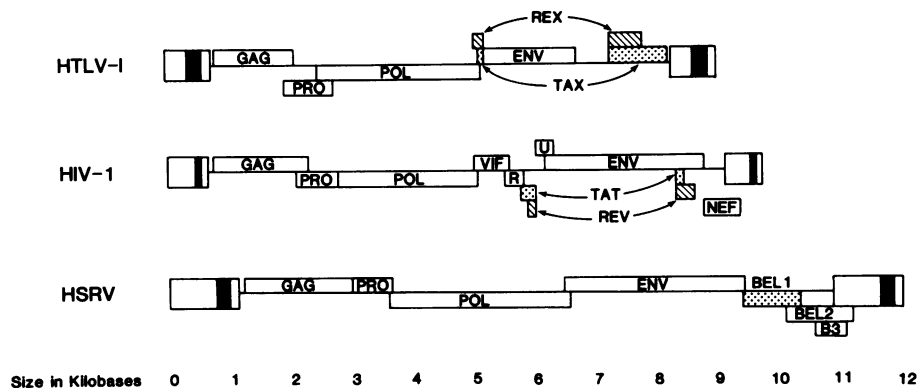 REX
HTLV-I GAG ENV
POL
PRO TAX
U
HIV-1 GAG VIF ENV
PRO POL R
TAT
REV NEF
HSRV GAG PRO ENV BEL1
POL
BEL2
B3
Size in Kilobases 0 1 2 3 4 5 6 7 8 9 10 11 12